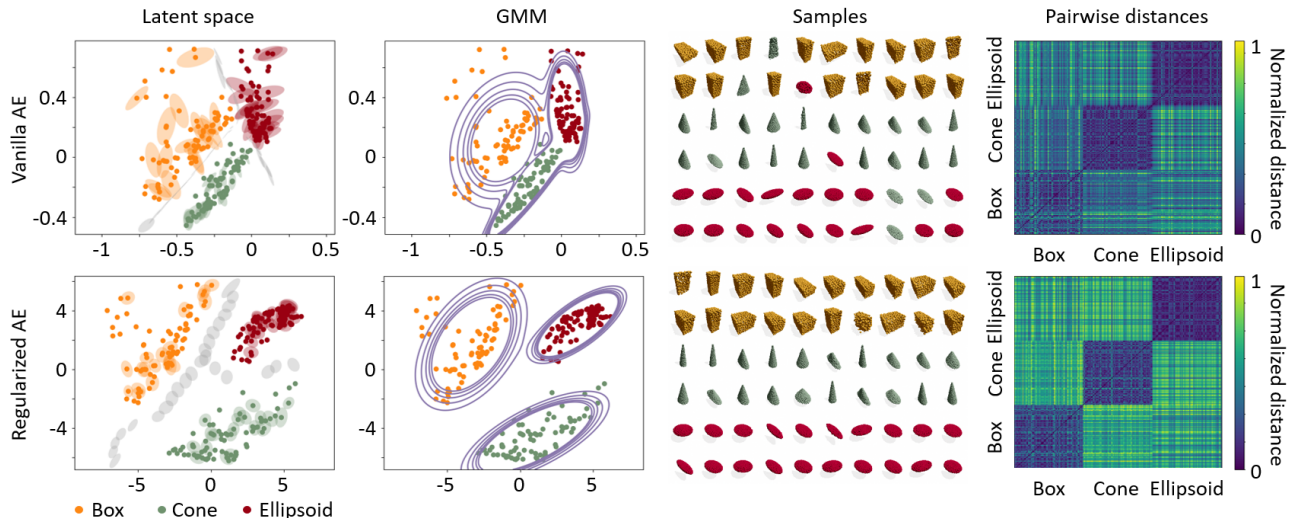 Latent space GMM Samples Pairwise distances
Vanilla AE
0.4
0
-0.4
-1 -0.5 0 0.5
0.4
0
-0.4
-1 -0.5 0 0.5
Box Cone Ellipsoid
Box Cone Ellipsoid
1
0
Normalized distance
Regularized AE
4
0
-4
-5 0 5
4
0
-4
-5 0 5
Box Cone Ellipsoid
Box Cone Ellipsoid
1
0
Normalized distance
Box Cone Ellipsoid